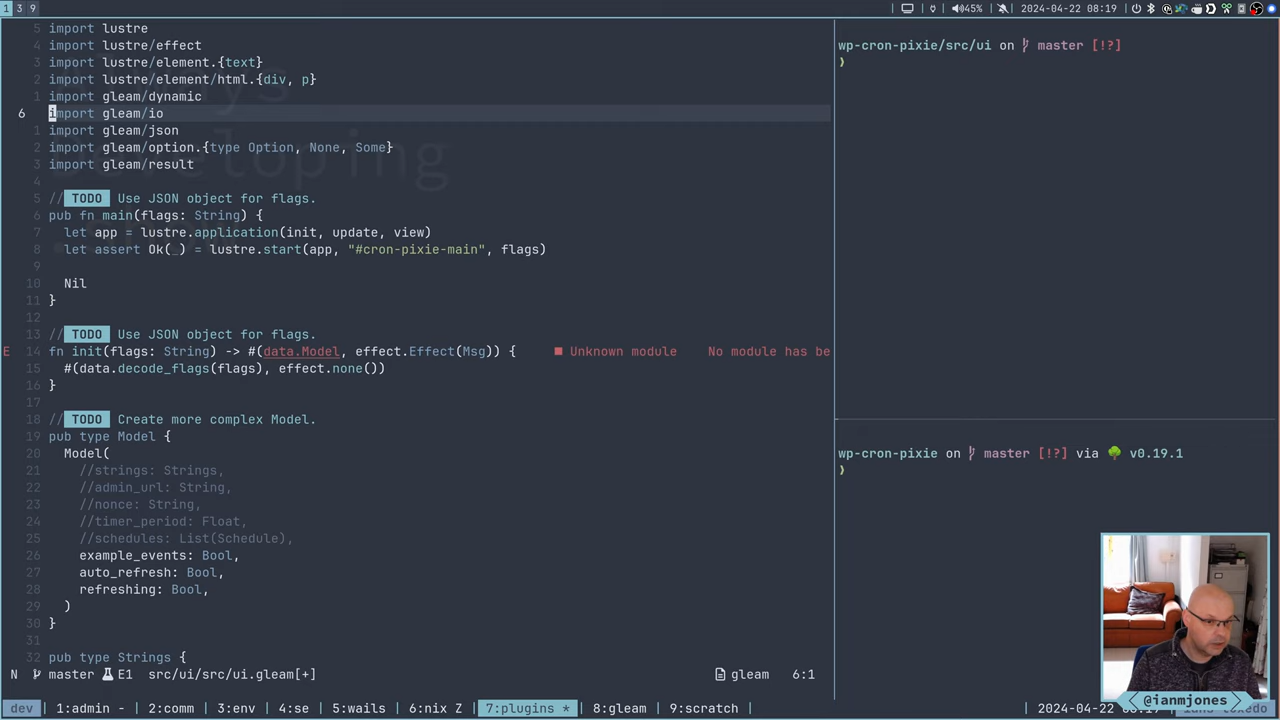 1 3 9
45% 2024-04-22 08:19
5 import lustre
4 import lustre/effect
3 import lustre/element.{text}
2 import lustre/element/html.{div, p}
1 import gleam/dynamic
6 import gleam/io
1 import gleam/json
2 import gleam/option.{type Option, None, Some}
3 import gleam/result
4
5 // TODO Use JSON object for flags.
6 pub fn main(flags: String) {
7 let app = lustre.application(init, update, view)
8 let assert Ok(_) = lustre.start(app, "#cron-pixie-main", flags)
9
10 Nil
11 }
12
13 // TODO Use JSON object for flags.
E 14 fn init(flags: String) -> #(data.Model, effect.Effect(Msg)) { ■ Unknown module No module has be
15 #(data.decode_flags(flags), effect.none())
16 }
17
18 // TODO Create more complex Model.
19 pub type Model {
20 Model(
21 //strings: Strings,
22 //admin_url: String,
23 //nonce: String,
24 //timer_period: Float,
25 //schedules: List(Schedule),
26 example_events: Bool,
27 auto_refresh: Bool,
28 refreshing: Bool,
29 )
30 }
31
32 pub type Strings {
N master E1 src/ui/src/ui.gleam[+] gleam 6:1
wp-cron-pixie/src/ui on master [!?]
❯
wp-cron-pixie on master [!?] via v0.19.1
❯
Developing
@ianmjones
dev 1:admin - 2:comm 3:env 4:se 5:wails 6:nix Z 7:plugins * 8:gleam 9:scratch 2024-04-22